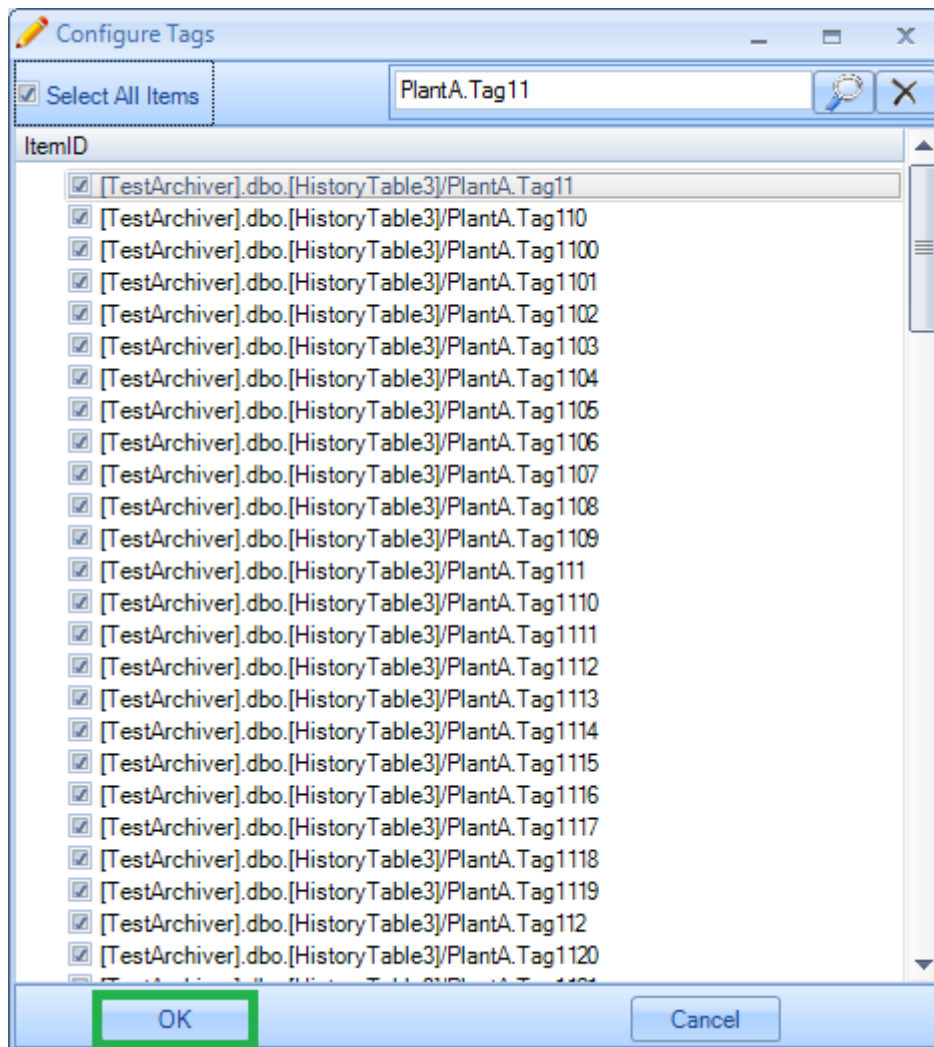 Configure Tags
Select All Items
PlantA.Tag11
ItemID
[TestArchiver].dbo.[HistoryTable3]/PlantA.Tag11
[TestArchiver].dbo.[HistoryTable3]/PlantA.Tag110
[TestArchiver].dbo.[HistoryTable3]/PlantA.Tag1100
[TestArchiver].dbo.[HistoryTable3]/PlantA.Tag1101
[TestArchiver].dbo.[HistoryTable3]/PlantA.Tag1102
[TestArchiver].dbo.[HistoryTable3]/PlantA.Tag1103
[TestArchiver].dbo.[HistoryTable3]/PlantA.Tag1104
[TestArchiver].dbo.[HistoryTable3]/PlantA.Tag1105
[TestArchiver].dbo.[HistoryTable3]/PlantA.Tag1106
[TestArchiver].dbo.[HistoryTable3]/PlantA.Tag1107
[TestArchiver].dbo.[HistoryTable3]/PlantA.Tag1108
[TestArchiver].dbo.[HistoryTable3]/PlantA.Tag1109
[TestArchiver].dbo.[HistoryTable3]/PlantA.Tag111
[TestArchiver].dbo.[HistoryTable3]/PlantA.Tag1110
[TestArchiver].dbo.[HistoryTable3]/PlantA.Tag1111
[TestArchiver].dbo.[HistoryTable3]/PlantA.Tag1112
[TestArchiver].dbo.[HistoryTable3]/PlantA.Tag1113
[TestArchiver].dbo.[HistoryTable3]/PlantA.Tag1114
[TestArchiver].dbo.[HistoryTable3]/PlantA.Tag1115
[TestArchiver].dbo.[HistoryTable3]/PlantA.Tag1116
[TestArchiver].dbo.[HistoryTable3]/PlantA.Tag1117
[TestArchiver].dbo.[HistoryTable3]/PlantA.Tag1118
[TestArchiver].dbo.[HistoryTable3]/PlantA.Tag1119
[TestArchiver].dbo.[HistoryTable3]/PlantA.Tag112
[TestArchiver].dbo.[HistoryTable3]/PlantA.Tag1120
OK Cancel